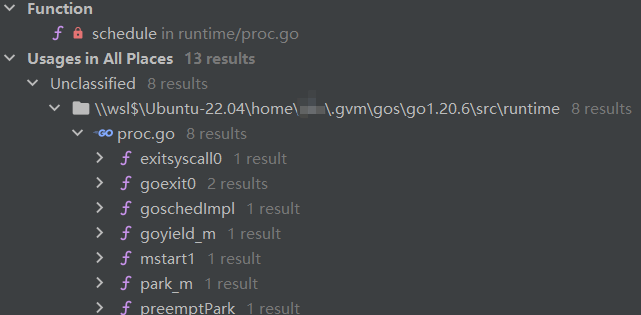 Function
schedule in runtime/proc.go
Usages in All Places 13 results
Unclassified 8 results
\\wsl$\Ubuntu-22.04\home\ \.gvm\gos\go1.20.6\src\runtime 8 results
proc.go 8 results
exitsyscall0 1 result
goexit0 2 results
goschedImpl 1 result
goyield_m 1 result
mstart1 1 result
park_m 1 result
preemptPark 1 result